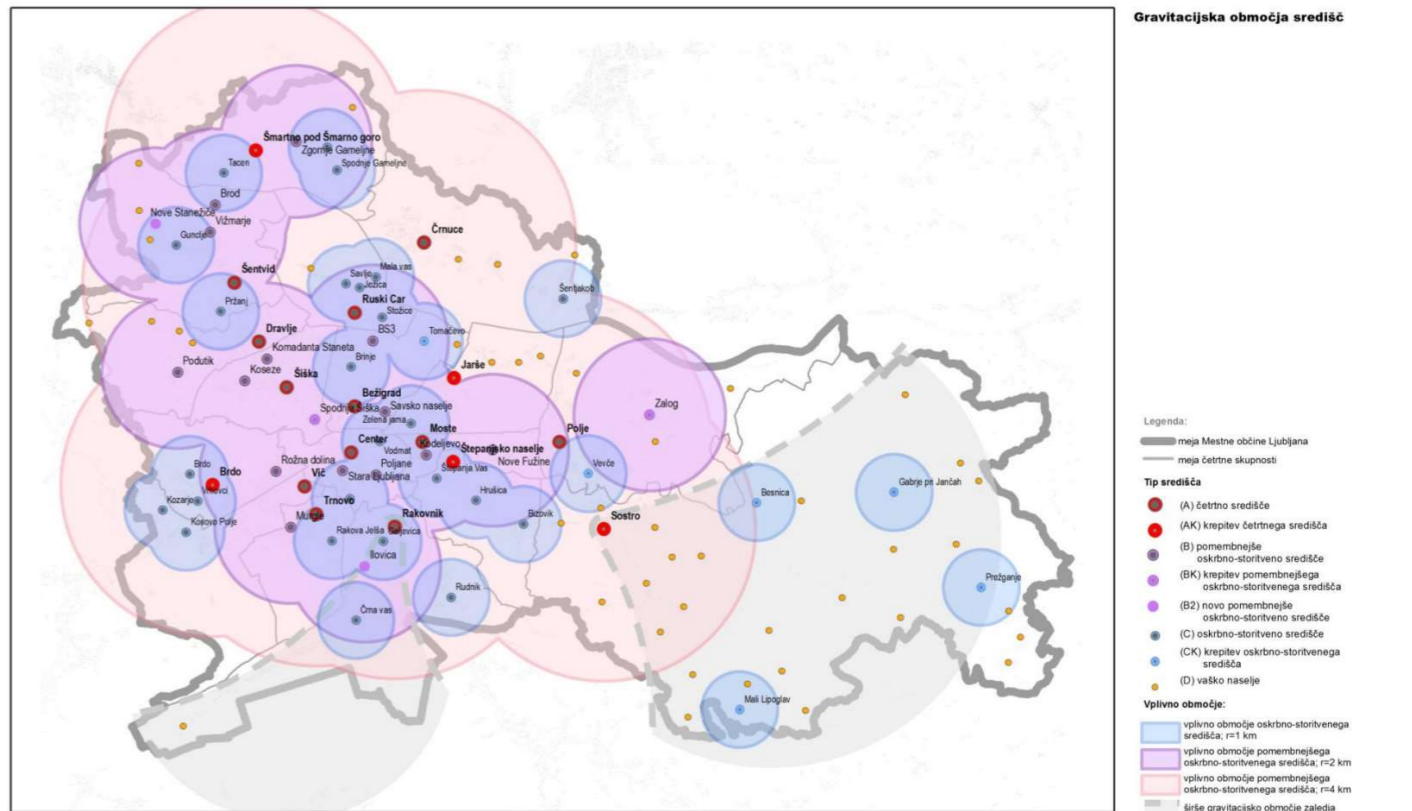 Gravitacijska območja središč
Šmartno pod Šmarno goro
Zgornje Gameljne
Tacen
Spodnje Gameljne
Brod
Nove Stanežiče
Vižmarje
Gunclje
Črnuce
Šentvid
Mala vas
Savlje
Ježica
Šentjakob
Pržanj
Ruski Car
Stožice
Dravlje
BS3
Tomačevo
Komadanta Staneta
Podutik
Brinje
Koseze
Jarše
Šiška
Bežigrad
Spodnja Šiška
Savsko naselje
Zalog
Zelena jama
Center
Moste
Polje
Vodmat
Kodeljevo
Štepanjsko naselje
Rožna dolina
Poljane
Nove Fužine
Brdo
Brdo
Stara Ljubljana
Štepanja Vas
Vevče
Vič
Vrhovci
Kozarje
Trnovo
Hrušica
Besnica
Gabrje pri Jančah
Kosovo Polje
Murgle
Rakovnik
Bizovik
Sostro
Rakova Jelša
Galjevica
Ilovica
Rudnik
Prežganje
Črna vas
Mali Lipoglav
Legenda:
meja Mestne občine Ljubljana
meja četrtne skupnosti
Tip središča
(A) četrtno središče
(AK) krepitev četrtnega središča
(B) pomembnejše
oskrbno-storitveno središče
(BK) krepitev pomembnejšega
oskrbno-storitvenega središča
(B2) novo pomembnejše
oskrbno-storitveno središče
(C) oskrbno-storitveno središče
(CK) krepitev oskrbno-storitvenega
središča
(D) vaško naselje
Vplivno območje:
vplivno območje oskrbno-storitvenega
središča; r=1 km
vplivno območje pomembnejšega
oskrbno-storitvenega središča; r=2 km
vplivno območje pomembnejšega
oskrbno-storitvenega središča; r=4 km
širše gravitacijsko območje zaledja